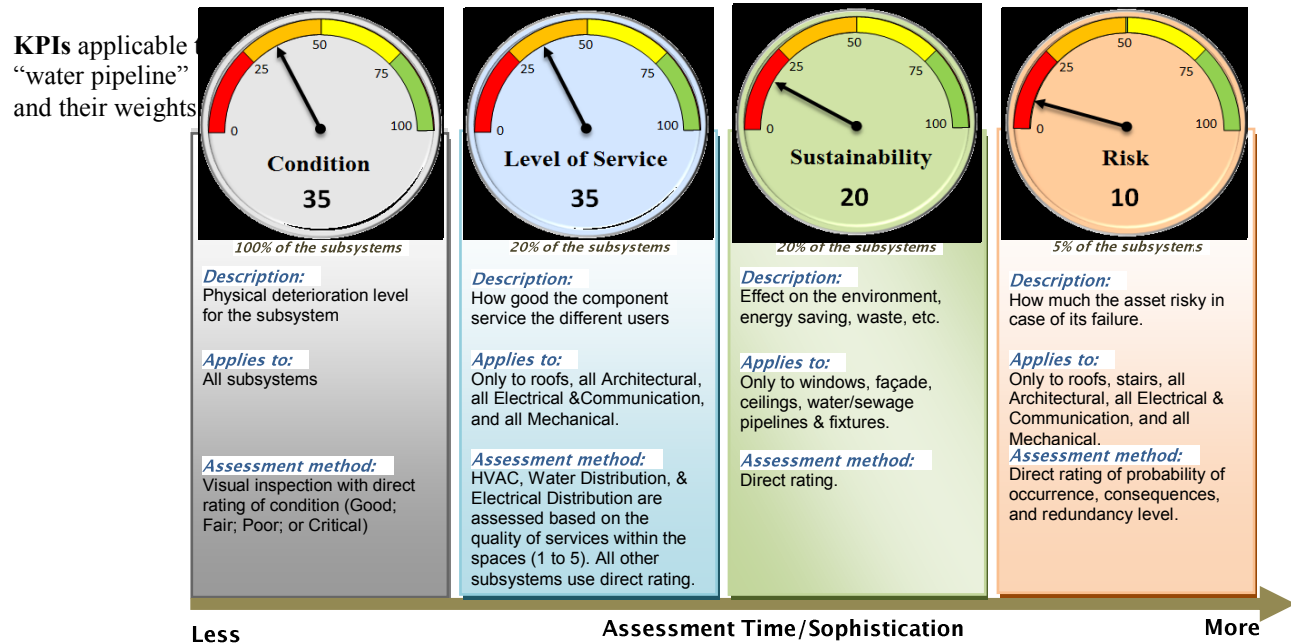 KPIs applicable
“water pipeline”
and their weights
0
25
50
75
100
Condition
35
0
25
50
75
100
Level of Service
35
0
25
50
75
100
Sustainability
20
0
25
50
75
100
Risk
10
100% of the subsystems
Description:
Physical deterioration level
for the subsystem
Applies to:
All subsystems
Assessment method:
Visual inspection with direct
rating of condition (Good;
Fair; Poor; or Critical)
20% of the subsystems
Description:
How good the component
service the different users
Applies to:
Only to roofs, all Architectural,
all Electrical &Communication,
and all Mechanical.
Assessment method:
HVAC, Water Distribution, &
Electrical Distribution are
assessed based on the
quality of services within the
spaces (1 to 5). All other
subsystems use direct rating.
20% of the subsystems
Description:
Effect on the environment,
energy saving, waste, etc.
Applies to:
Only to windows, façade,
ceilings, water/sewage
pipelines & fixtures.
Assessment method:
Direct rating.
5% of the subsystems
Description:
How much the asset risky in
case of its failure.
Applies to:
Only to roofs, stairs, all
Architectural, all Electrical &
Communication, and all
Mechanical.
Assessment method:
Direct rating of probability of
occurrence, consequences,
and redundancy level.
Less
Assessment Time/Sophistication
More